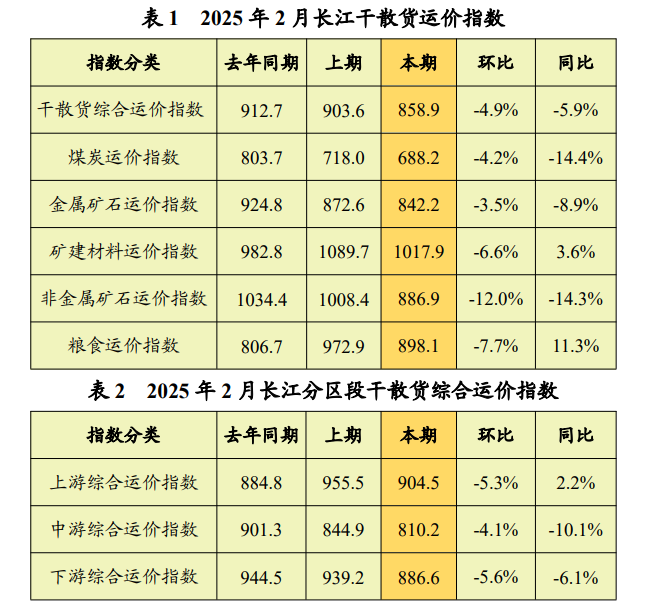 表 1 2025 年 2 月长江干散货运价指数
指数分类 去年同期 上期 本期 环比 同比
干散货综合运价指数 912.7 903.6 858.9 -4.9% -5.9%
煤炭运价指数 803.7 718.0 688.2 -4.2% -14.4%
金属矿石运价指数 924.8 872.6 842.2 -3.5% -8.9%
矿建材料运价指数 982.8 1089.7 1017.9 -6.6% 3.6%
非金属矿石运价指数 1034.4 1008.4 886.9 -12.0% -14.3%
粮食运价指数 806.7 972.9 898.1 -7.7% 11.3%
表 2 2025 年 2 月长江分区段干散货综合运价指数
指数分类 去年同期 上期 本期 环比 同比
上游综合运价指数 884.8 955.5 904.5 -5.3% 2.2%
中游综合运价指数 901.3 844.9 810.2 -4.1% -10.1%
下游综合运价指数 944.5 939.2 886.6 -5.6% -6.1%